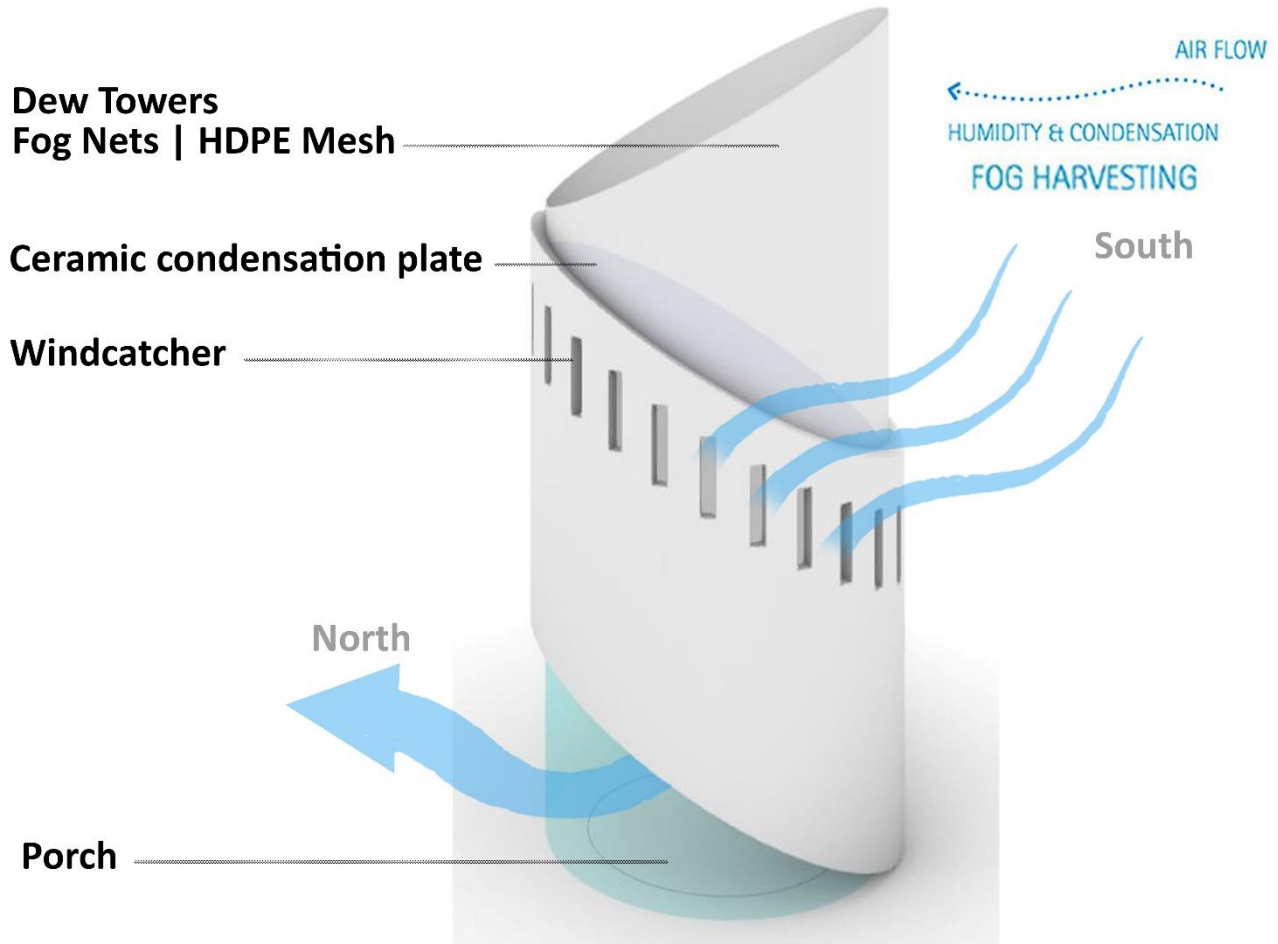 AIR FLOW
Dew Towers
Fog Nets | HDPE Mesh
HUMIDITY & CONDENSATION
FOG HARVESTING
South
Ceramic condensation plate
Windcatcher
North
Porch